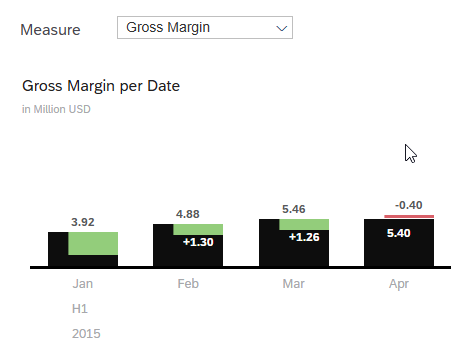 Measure Gross Margin
Gross Margin per Date
in Million USD
3.92 4.88 5.46 -0.40
+1.30 +1.26 5.40
Jan Feb Mar Apr
H1
2015